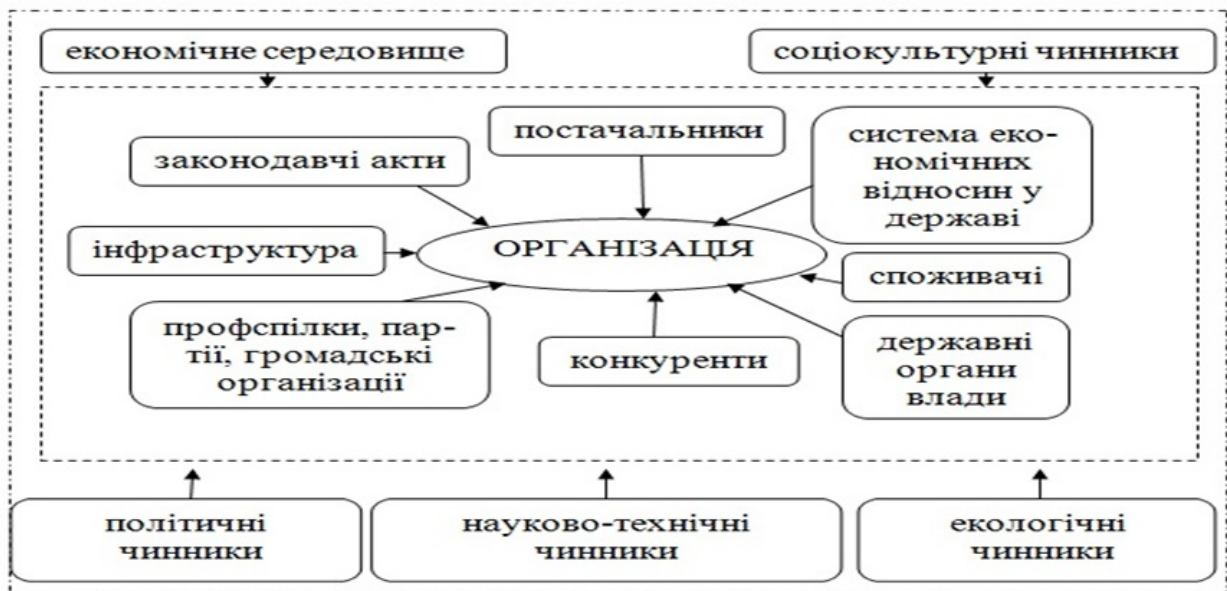 економічне середовище
соціокультурні чинники
постачальники
законодавчі акти
система еко-
номічних
відносин у
державі
інфраструктура
ОРГАНІЗАЦІЯ
споживачі
профспілки, пар-
тії, громадські
організації
конкуренти
державні
органи
влади
політичні
чинники
науково-технічні
чинники
екологічні
чинники